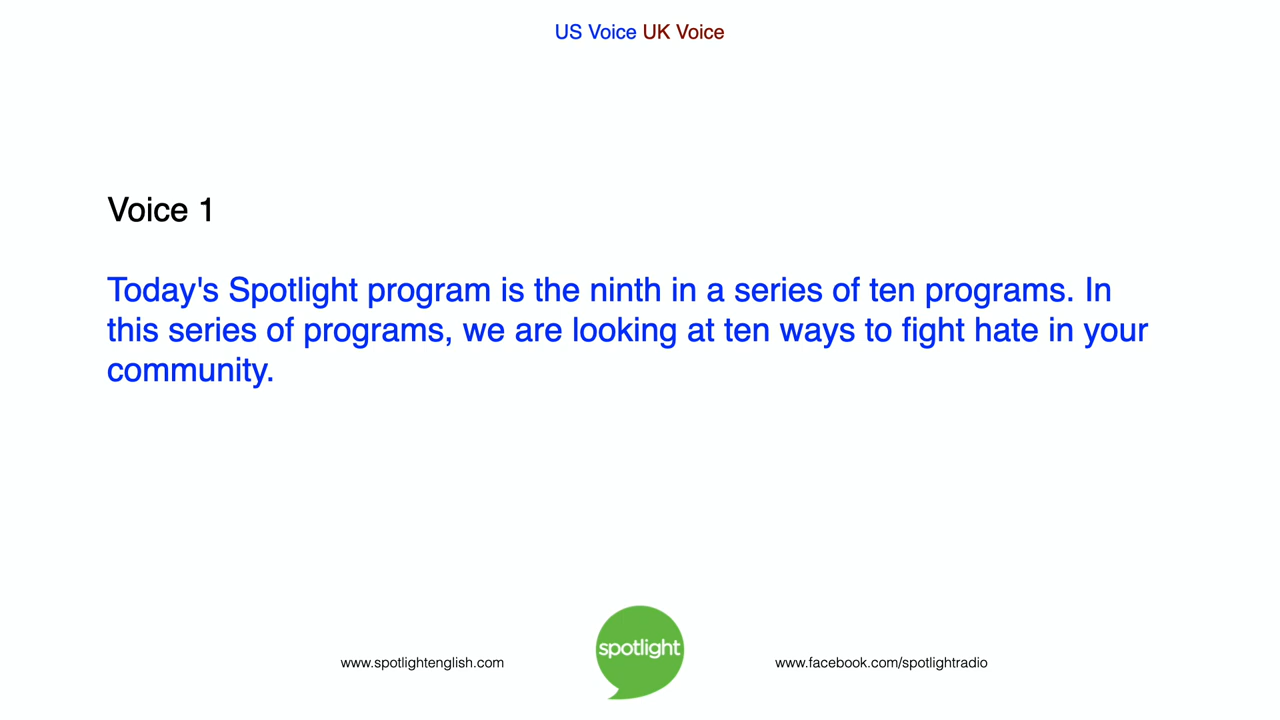 US Voice UK Voice
Voice 1
Today's Spotlight program is the ninth in a series of ten programs. In
this series of programs, we are looking at ten ways to fight hate in your
community.
www.spotlightenglish.com
spotlight
www.facebook.com/spotlightradio